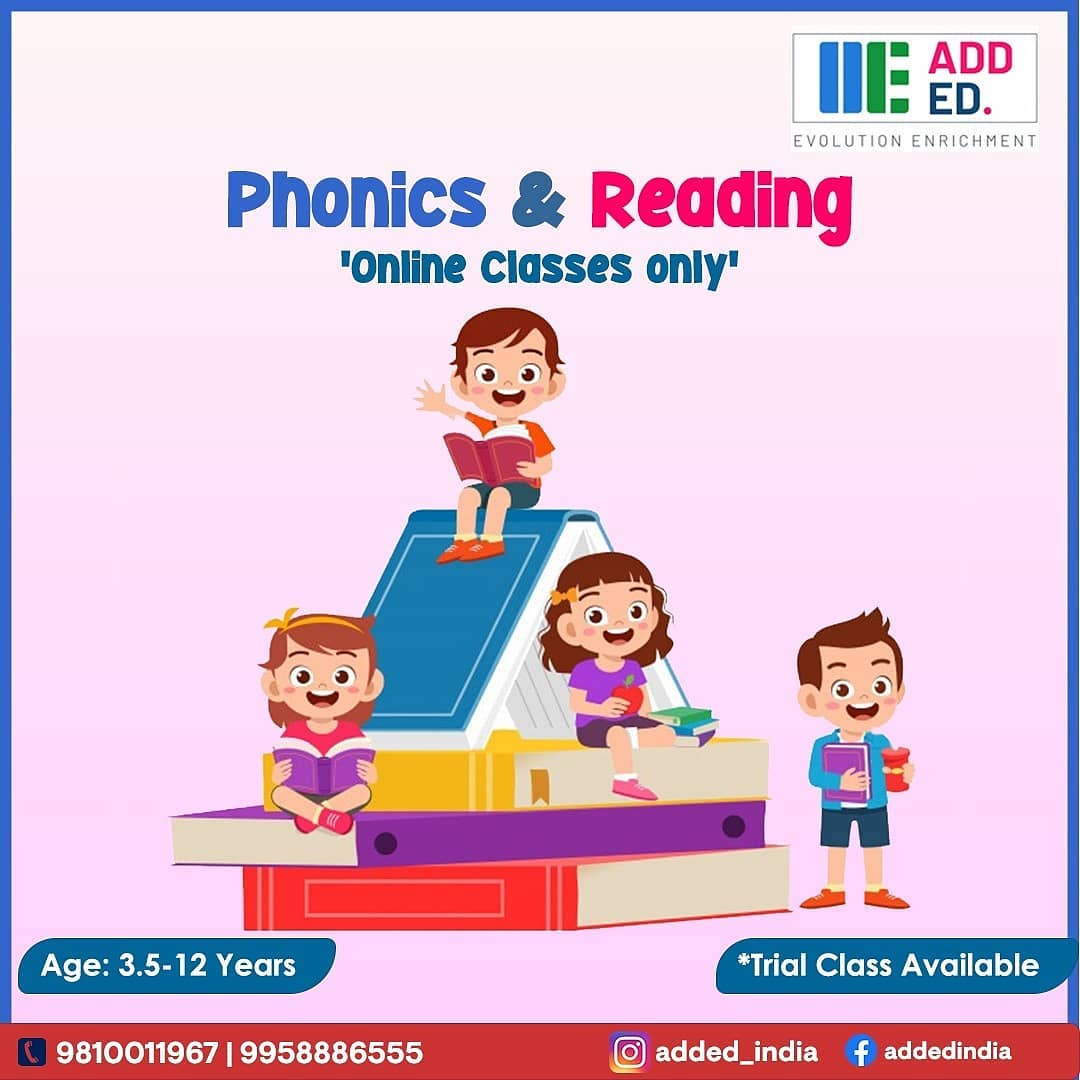 ADD
ED.
EVOLUTION ENRICHMENT
Phonics & Reading
'Online Classes only'
Age: 3.5-12 Years
*Trial Class Available
9810011967 | 9958886555
added_india
addedindia